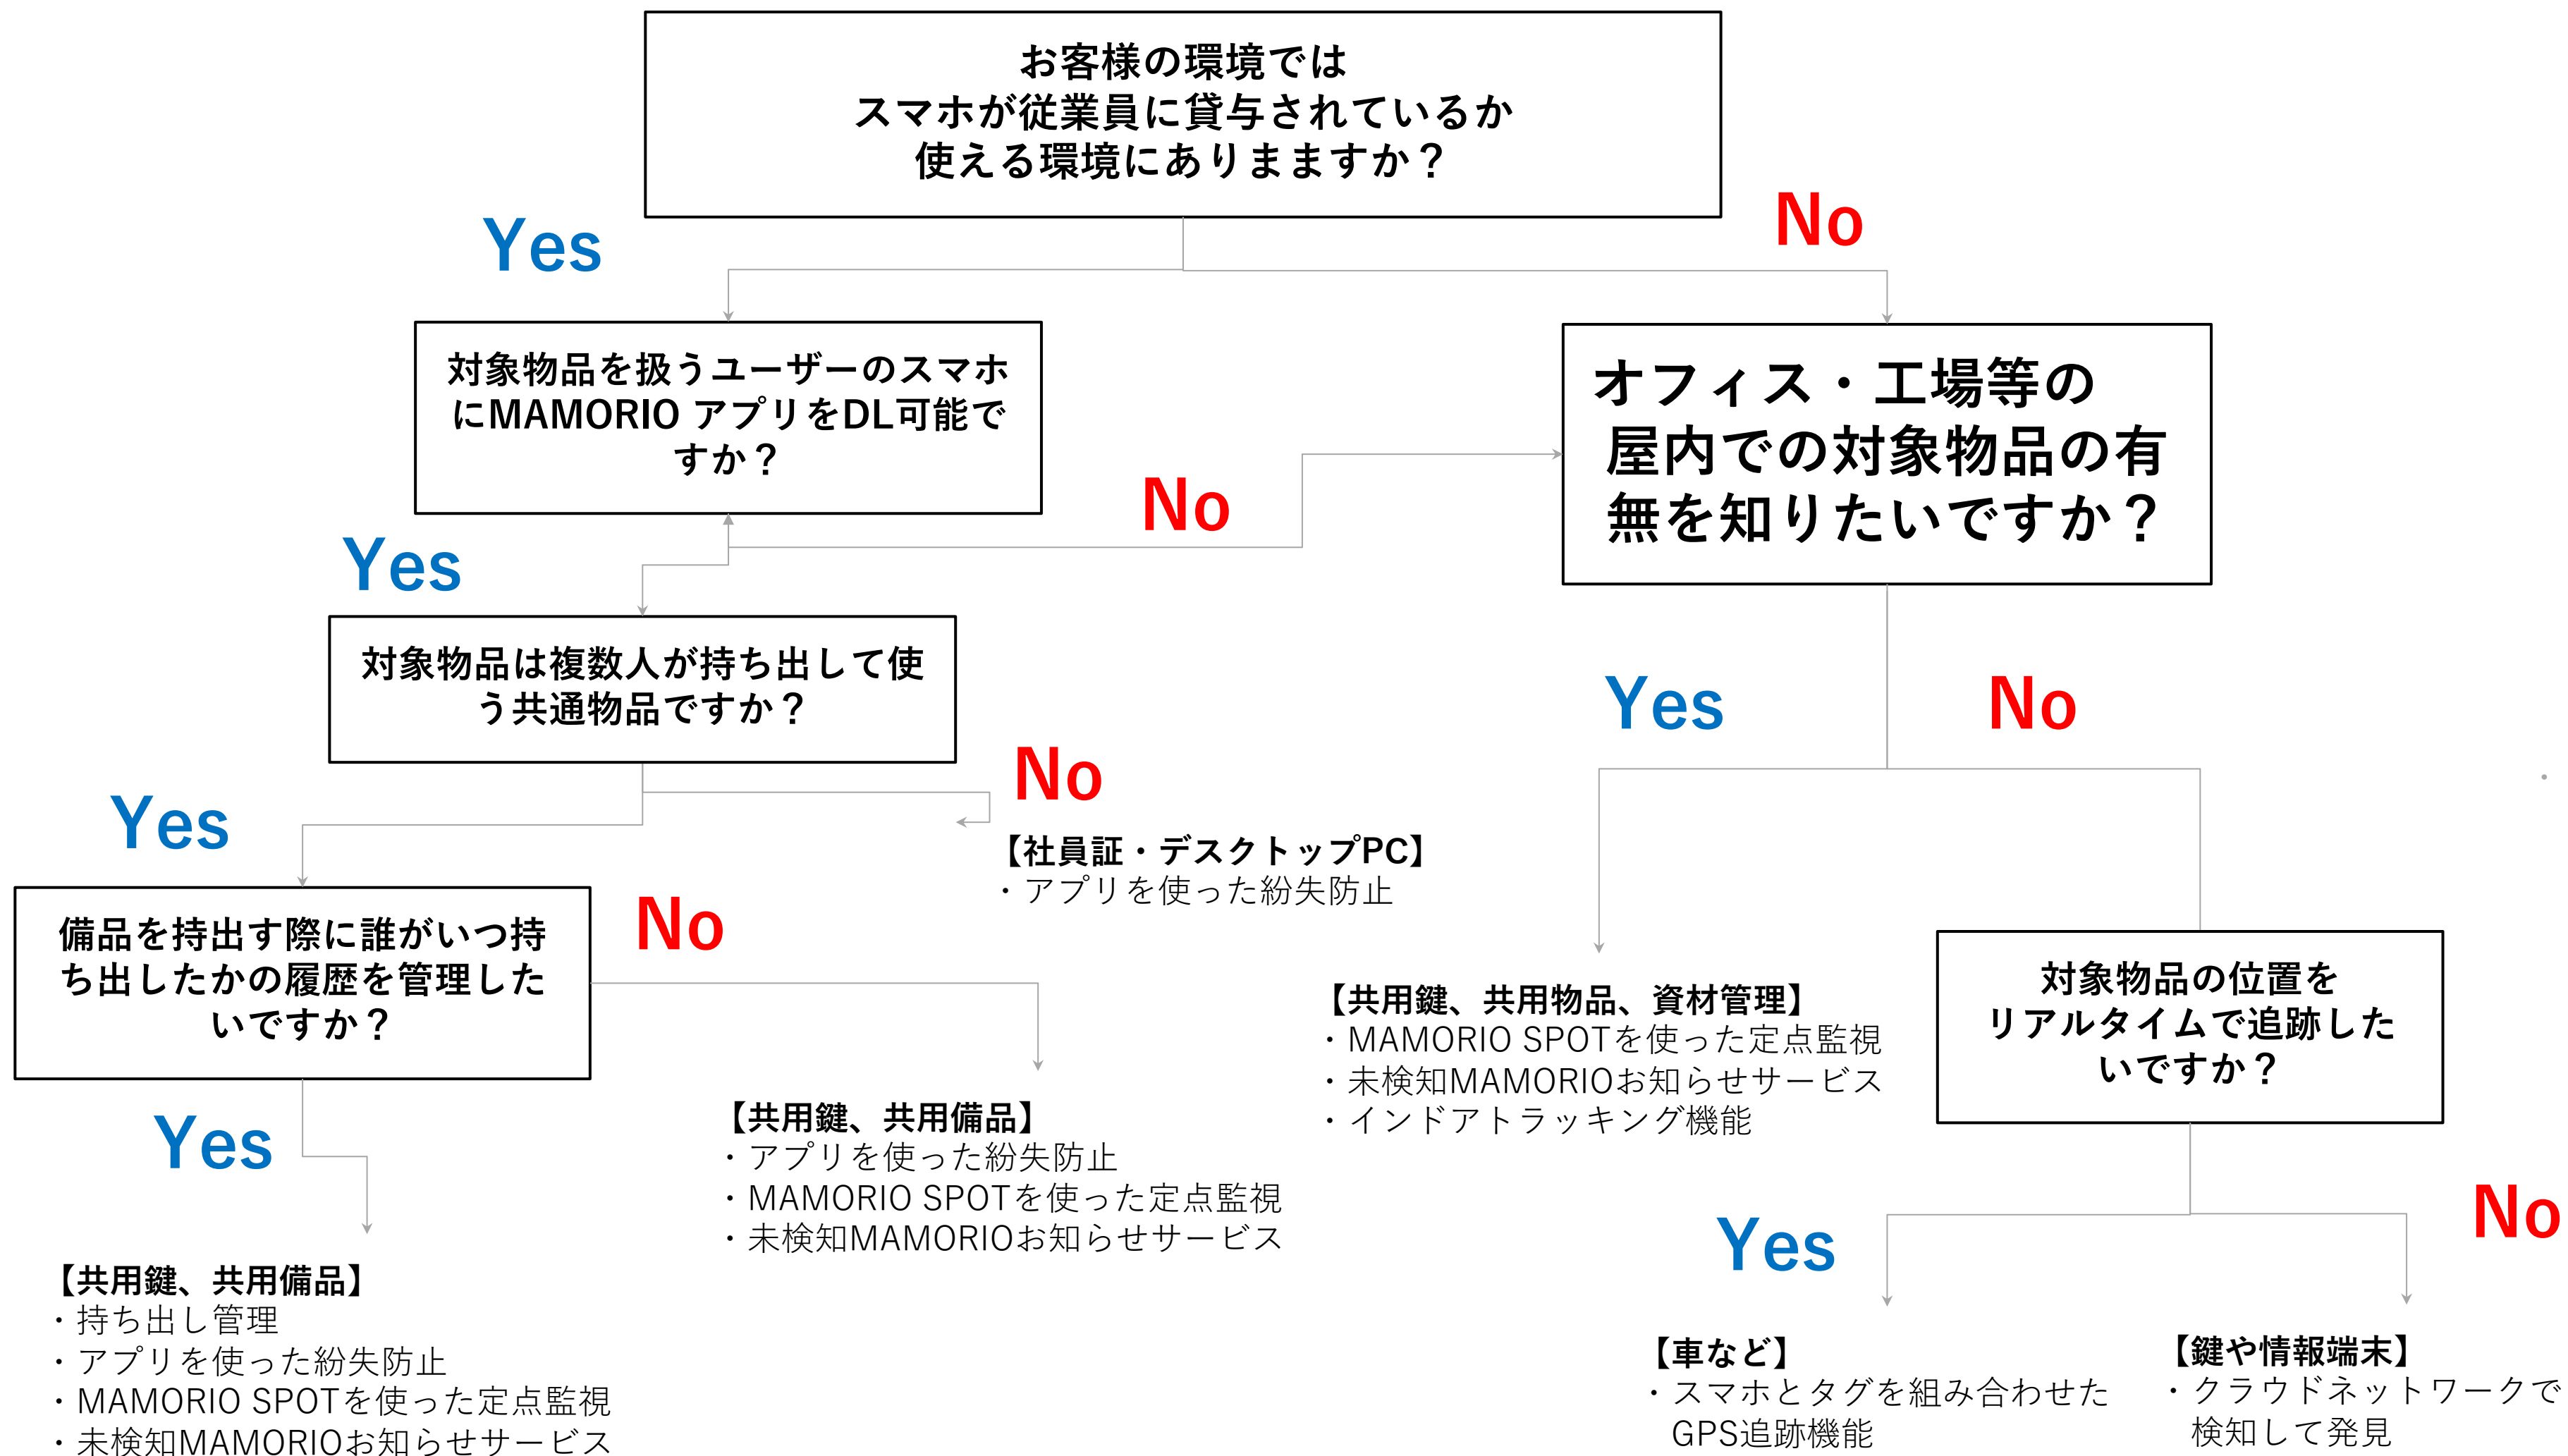 お客様の環境では
スマホが従業員に貸与されているか
使える環境にありまますか？
Yes
No
対象物品を扱うユーザーのスマホ
にMAMORIO アプリをDL可能で
すか？
オフィス・工場等の
屋内での対象物品の有
無を知りたいですか？
No
Yes
対象物品は複数人が持ち出して使
う共通物品ですか？
Yes
No
No
【社員証・デスクトップPC】
・アプリを使った紛失防止
Yes
備品を持出す際に誰がいつ持
ち出したかの履歴を管理した
いですか？
No
【共用鍵、共用物品、資材管理】
・MAMORIO SPOTを使った定点監視
・未検知MAMORIOお知らせサービス
・インドアトラッキング機能
対象物品の位置を
リアルタイムで追跡した
いですか？
Yes
【共用鍵、共用備品】
・アプリを使った紛失防止
・MAMORIO SPOTを使った定点監視
・未検知MAMORIOお知らせサービス
Yes
No
【共用鍵、共用備品】
・持ち出し管理
・アプリを使った紛失防止
・MAMORIO SPOTを使った定点監視
・未検知MAMORIOお知らせサービス
【車など】
・スマホとタグを組み合わせた
GPS追跡機能
【鍵や情報端末】
・クラウドネットワークで
検知して発見